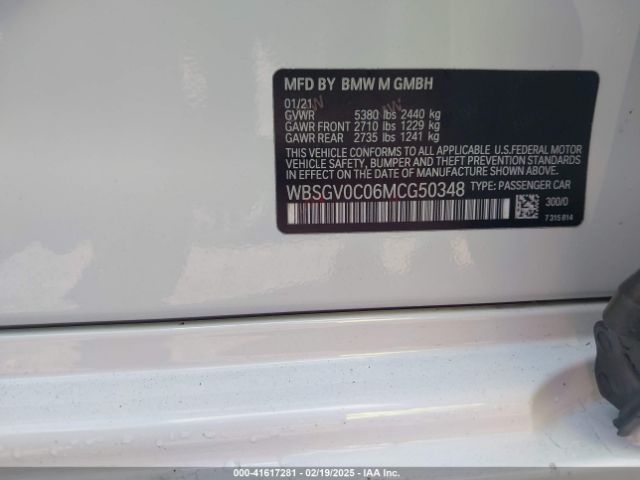 MFD BY BMW M GMBH
01/21
GVWR 5380 lbs 2440 kg
GAWR FRONT 2710 lbs 1229 kg
GAWR REAR 2735 lbs 1241 kg
THIS VEHICLE CONFORMS TO ALL APPLICABLE U.S.FEDERAL MOTOR
VEHICLE SAFETY, BUMPER, AND THEFT PREVENTION STANDARDS
IN EFFECT ON THE DATE OF MANUFACTURE SHOWN ABOVE.
WBSGV0C06MCG50348 TYPE: PASSENGER CAR
300/0
7 315 814
000-41617281 - 02/19/2025 - IAA Inc.